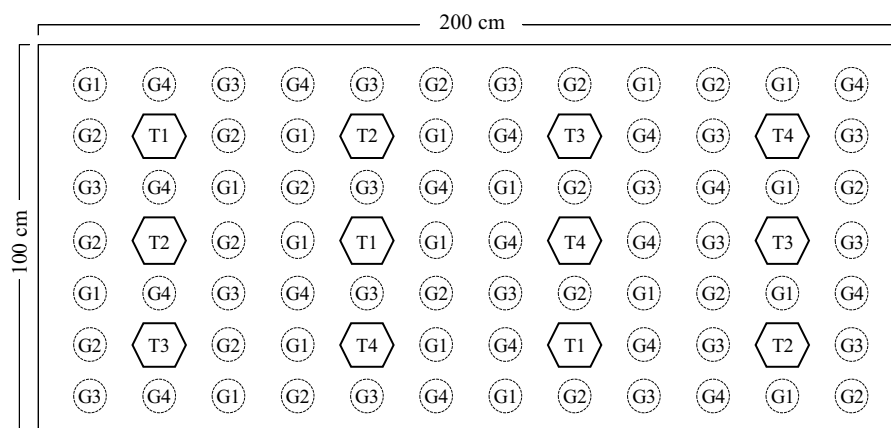 200 cm
G1 G4 G3 G4 G3 G2 G3 G2 G1 G2 G1 G4
G2 T1 G2 G1 T2 G1 G4 T3 G4 G3 T4 G3
G3 G4 G1 G2 G3 G4 G1 G2 G3 G4 G1 G2
100 cm
G2 T2 G2 G1 T1 G1 G4 T4 G4 G3 T3 G3
G1 G4 G3 G4 G3 G2 G3 G2 G1 G2 G1 G4
G2 T3 G2 G1 T4 G1 G4 T1 G4 G3 T2 G3
G3 G4 G1 G2 G3 G4 G1 G2 G3 G4 G1 G2